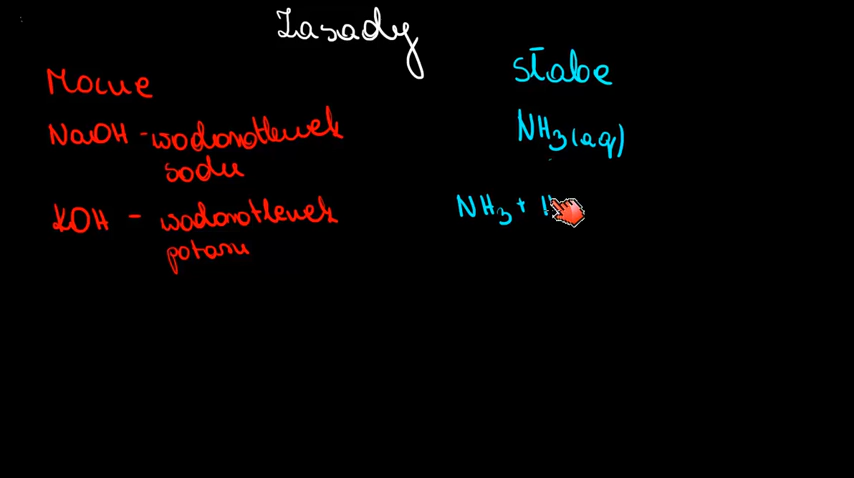 Zasady
Mocne
NaOH - wodorotlenek
sodu
KOH - wodorotlenek
potasu
słabe
NH3(aq)
NH3 +